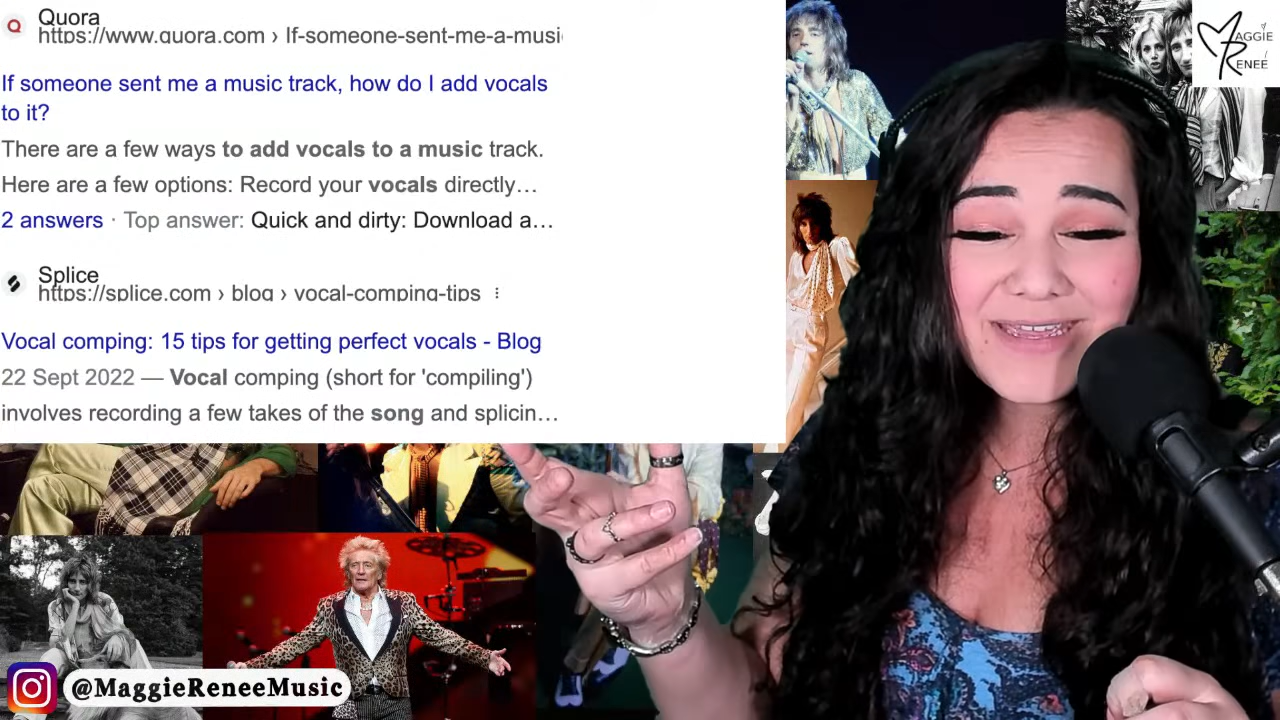 Quora
https://www.quora.com › If-someone-sent-me-a-musi
If someone sent me a music track, how do I add vocals
to it?
There are a few ways to add vocals to a music track.
Here are a few options: Record your vocals directly…
2 answers · Top answer: Quick and dirty: Download a…
Splice
https://splice.com › blog › vocal-comping-tips
Vocal comping: 15 tips for getting perfect vocals - Blog
22 Sept 2022 — Vocal comping (short for 'compiling')
involves recording a few takes of the song and splicin…
MAGGIE
RENEE
@MaggieReneeMusic